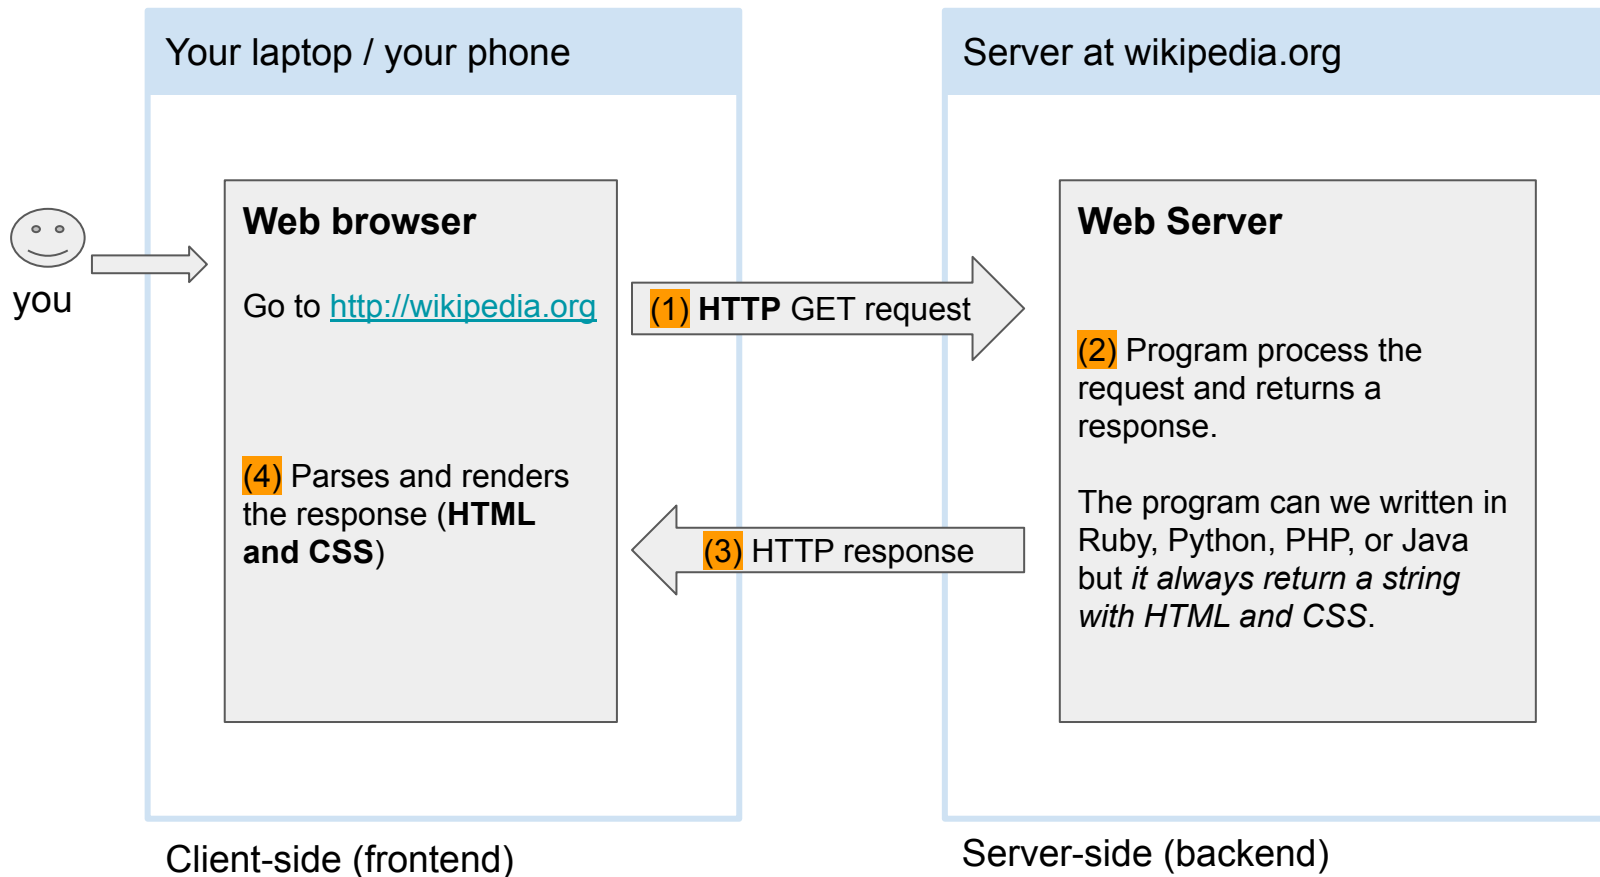 Your laptop / your phone
Server at wikipedia.org
you
Web browser
Go to http://wikipedia.org
(4) Parses and renders
the response (HTML
and CSS)
(1) HTTP GET request
(3) HTTP response
Web Server
(2) Program process the
request and returns a
response.
The program can we written in
Ruby, Python, PHP, or Java
but it always return a string
with HTML and CSS.
Client-side (frontend)
Server-side (backend)